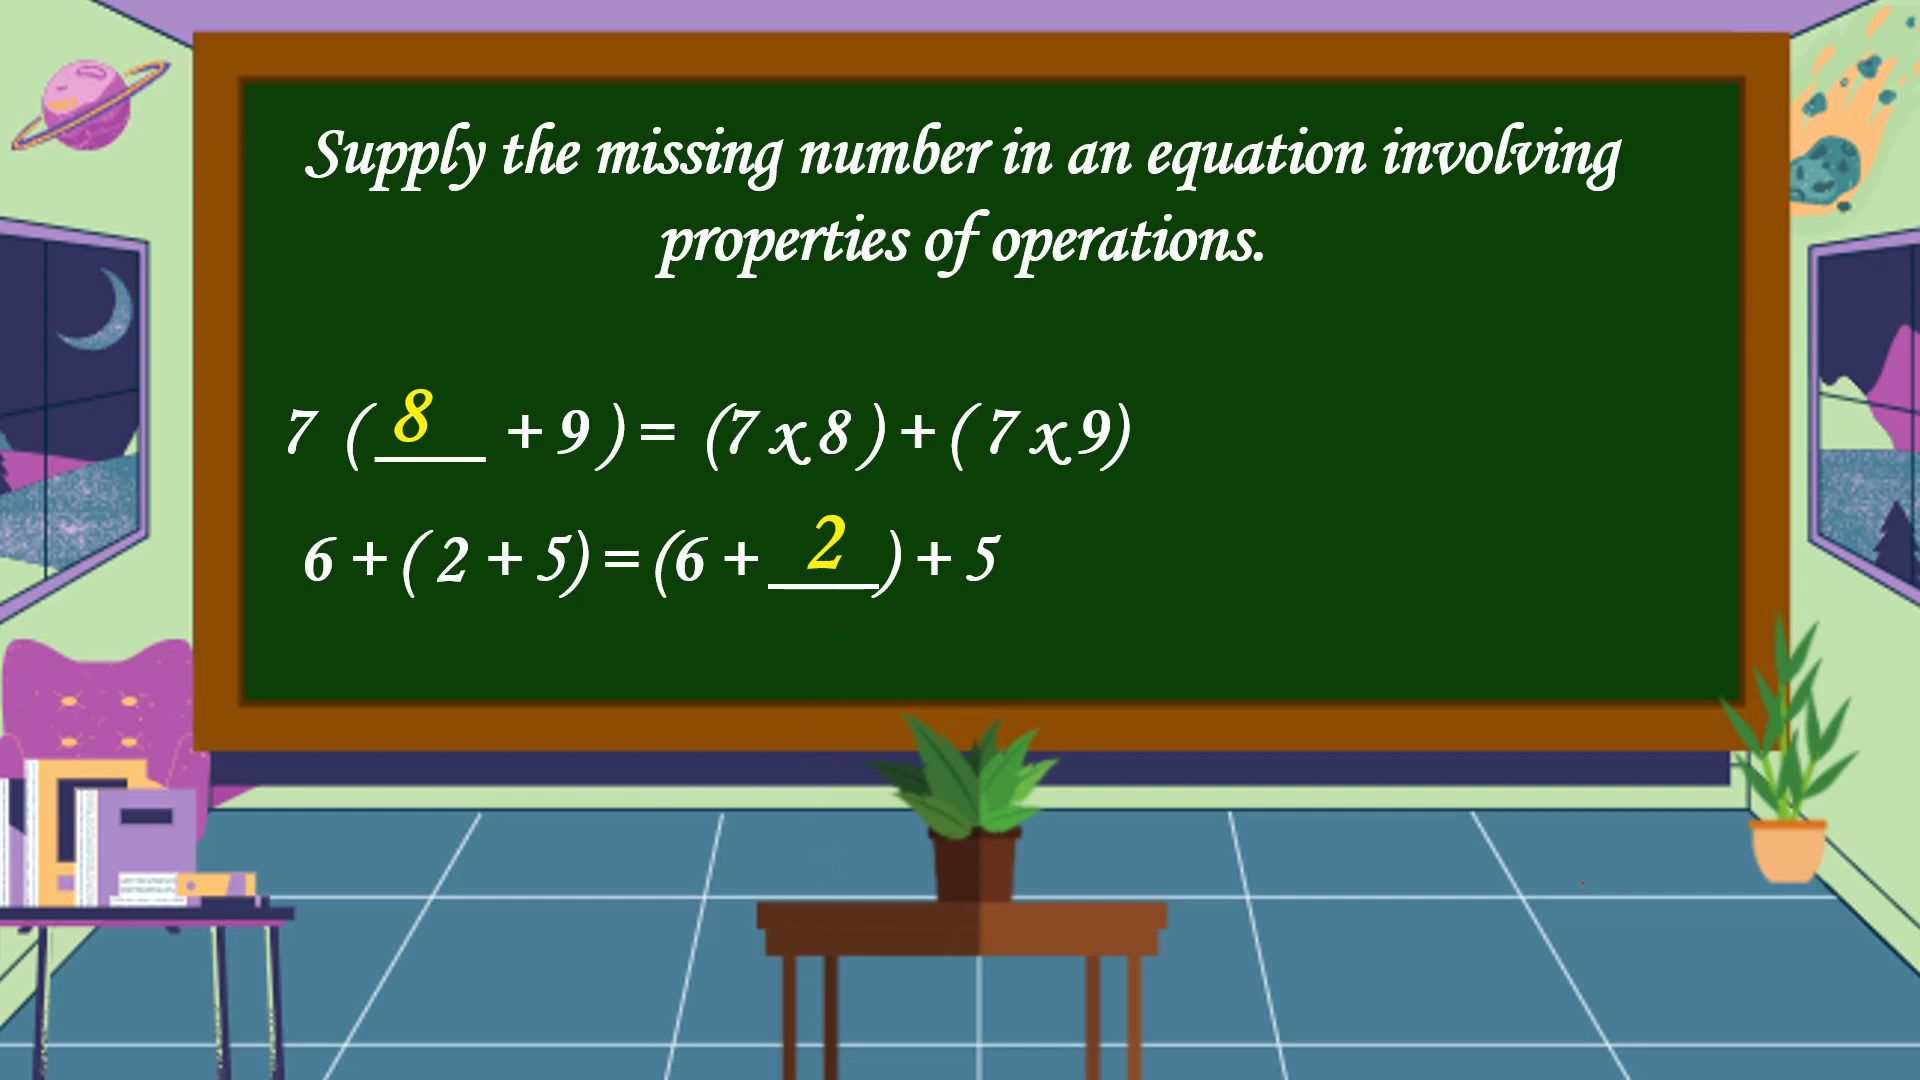 Supply the missing number in an equation involving
properties of operations.
7 ( 8 + 9 ) = (7 x 8 ) + ( 7 x 9)
6 + ( 2 + 5) = (6 + 2 ) + 5